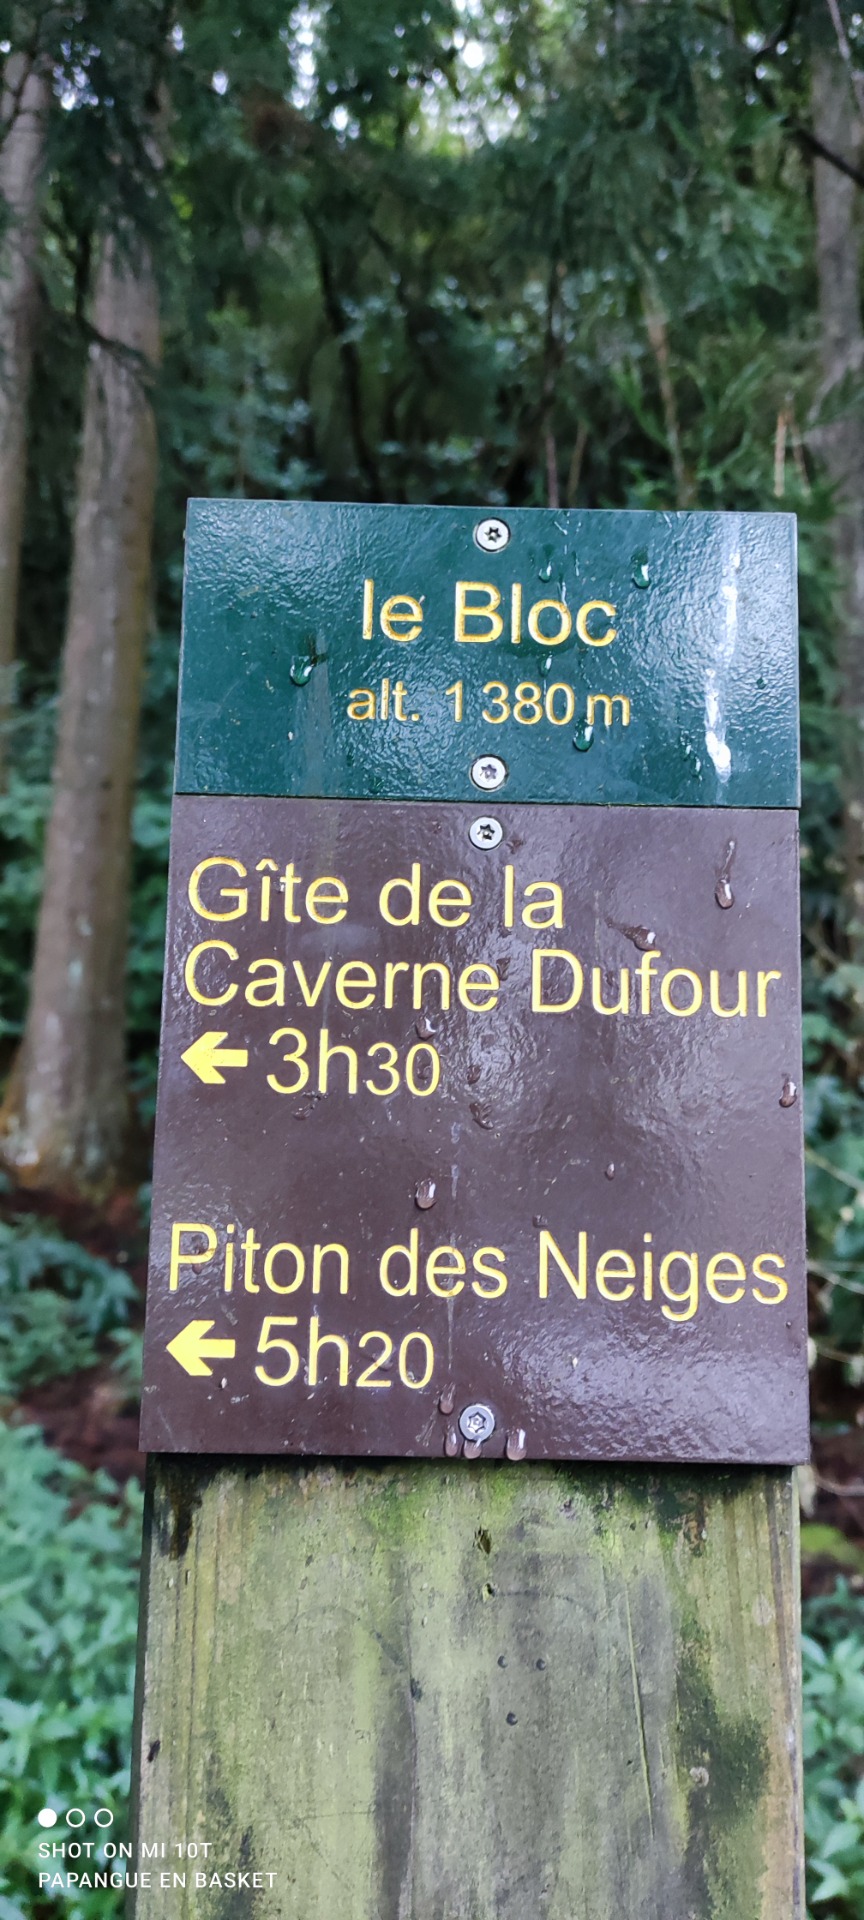 le Bloc
alt. 1 380 m
Gîte de la
Caverne Dufour
← 3h30
Piton des Neiges
← 5h20
SHOT ON MI 10T
PAPANGUE EN BASKET